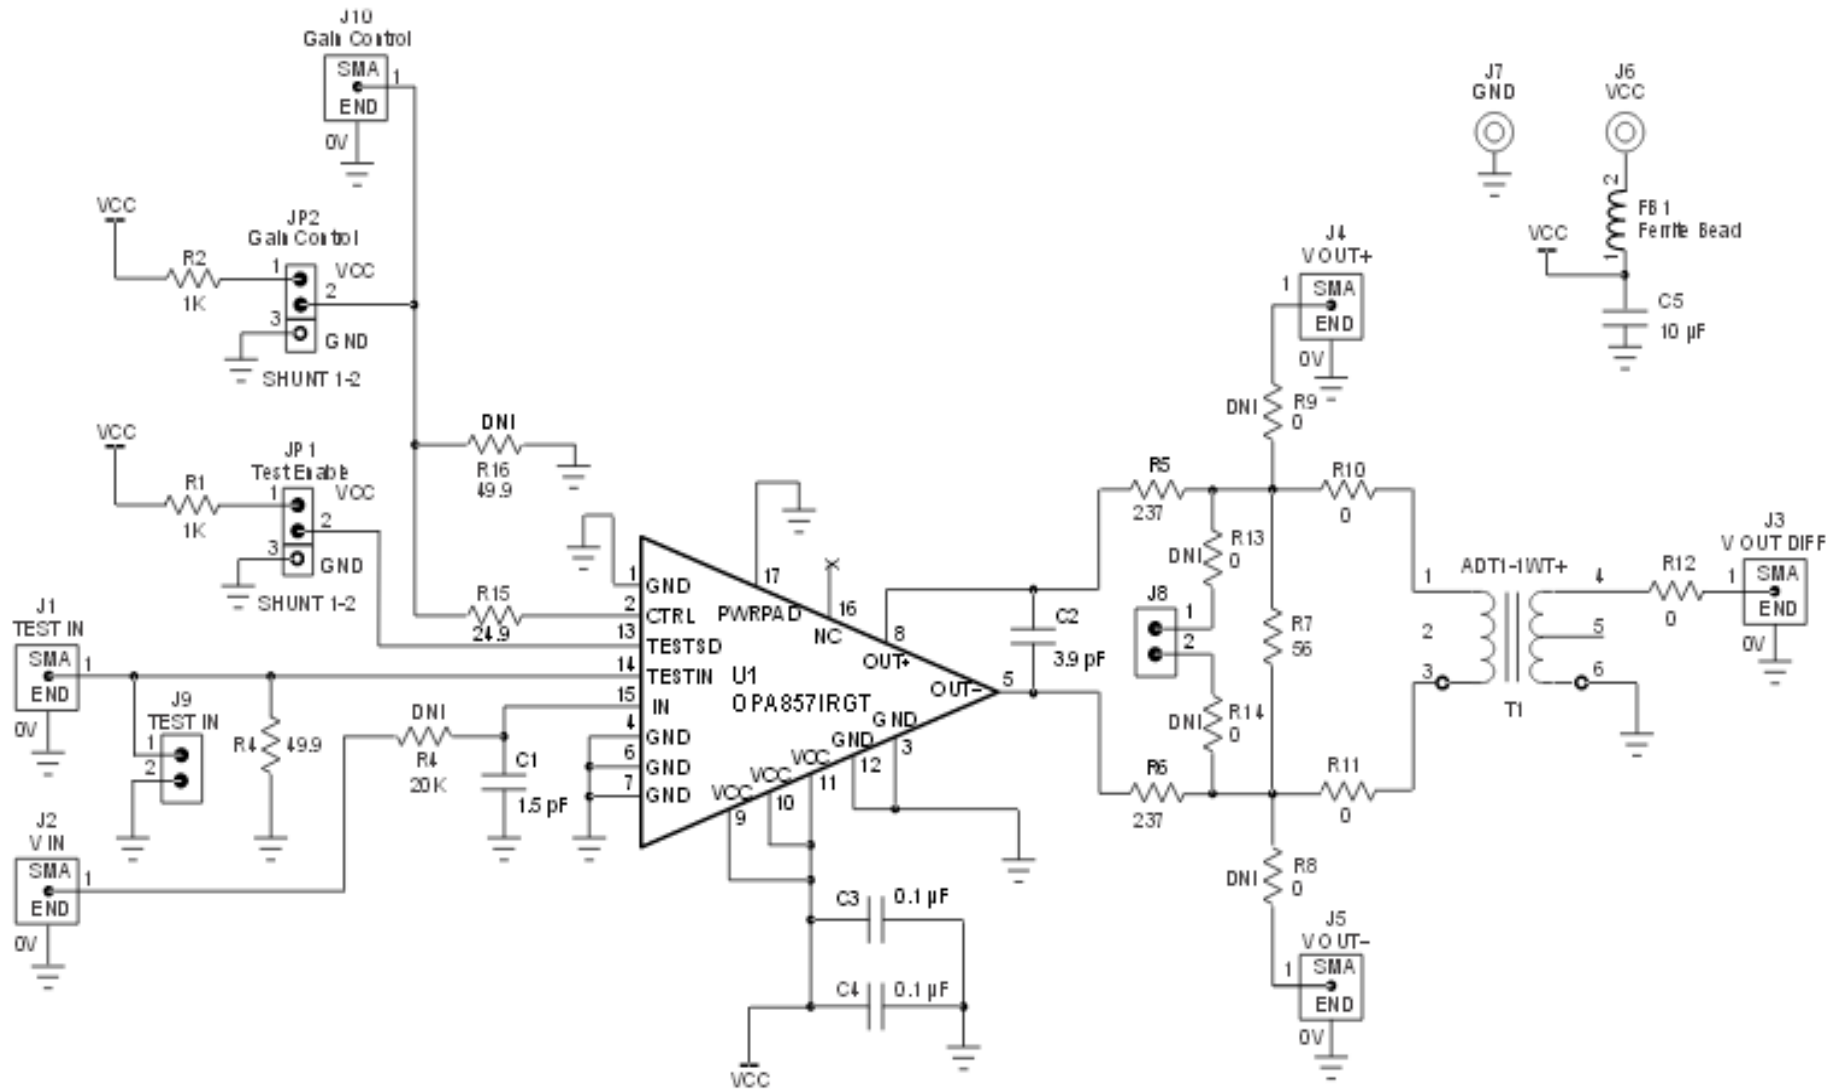 J10
Gain Control
SMA
1
END
0V
J7
GND
J6
VCC
2
FB1
Ferrite Bead
1
VCC
C5
10 µF
VCC
R2
1K
JP2
Gain Control
1
VCC
2
3
GND
SHUNT 1-2
VCC
R1
1K
JP1
Test Enable
1
VCC
2
3
GND
SHUNT 1-2
DNI
R16
49.9
R15
24.9
J1
TEST IN
SMA
1
END
0V
J9
TEST IN
1
2
R4
49.9
DNI
R4
20K
C1
1.5 pF
J2
V IN
SMA
1
END
0V
1
GND
2
CTRL
13
TESTSD
14
TESTIN
15
IN
4
GND
6
GND
7
GND
17
PWRPAD
16
NC
8
OUT+
5
OUT–
U1
OPA857IRGT
GND
3
GND
12
VCC
11
VCC
10
VCC
9
C3
0.1 µF
C4
0.1 µF
VCC
C2
3.9 pF
R5
237
R6
237
J4
VOUT+
1
SMA
END
0V
DNI
R9
0
R13
DNI
0
J8
1
2
R14
DNI
0
R7
56
R10
0
R11
0
DNI
R8
0
J5
VOUT–
1
SMA
END
0V
ADT1-1WT+
1
2
3
4
5
6
T1
R12
0
J3
V OUT DIFF
1
SMA
END
0V